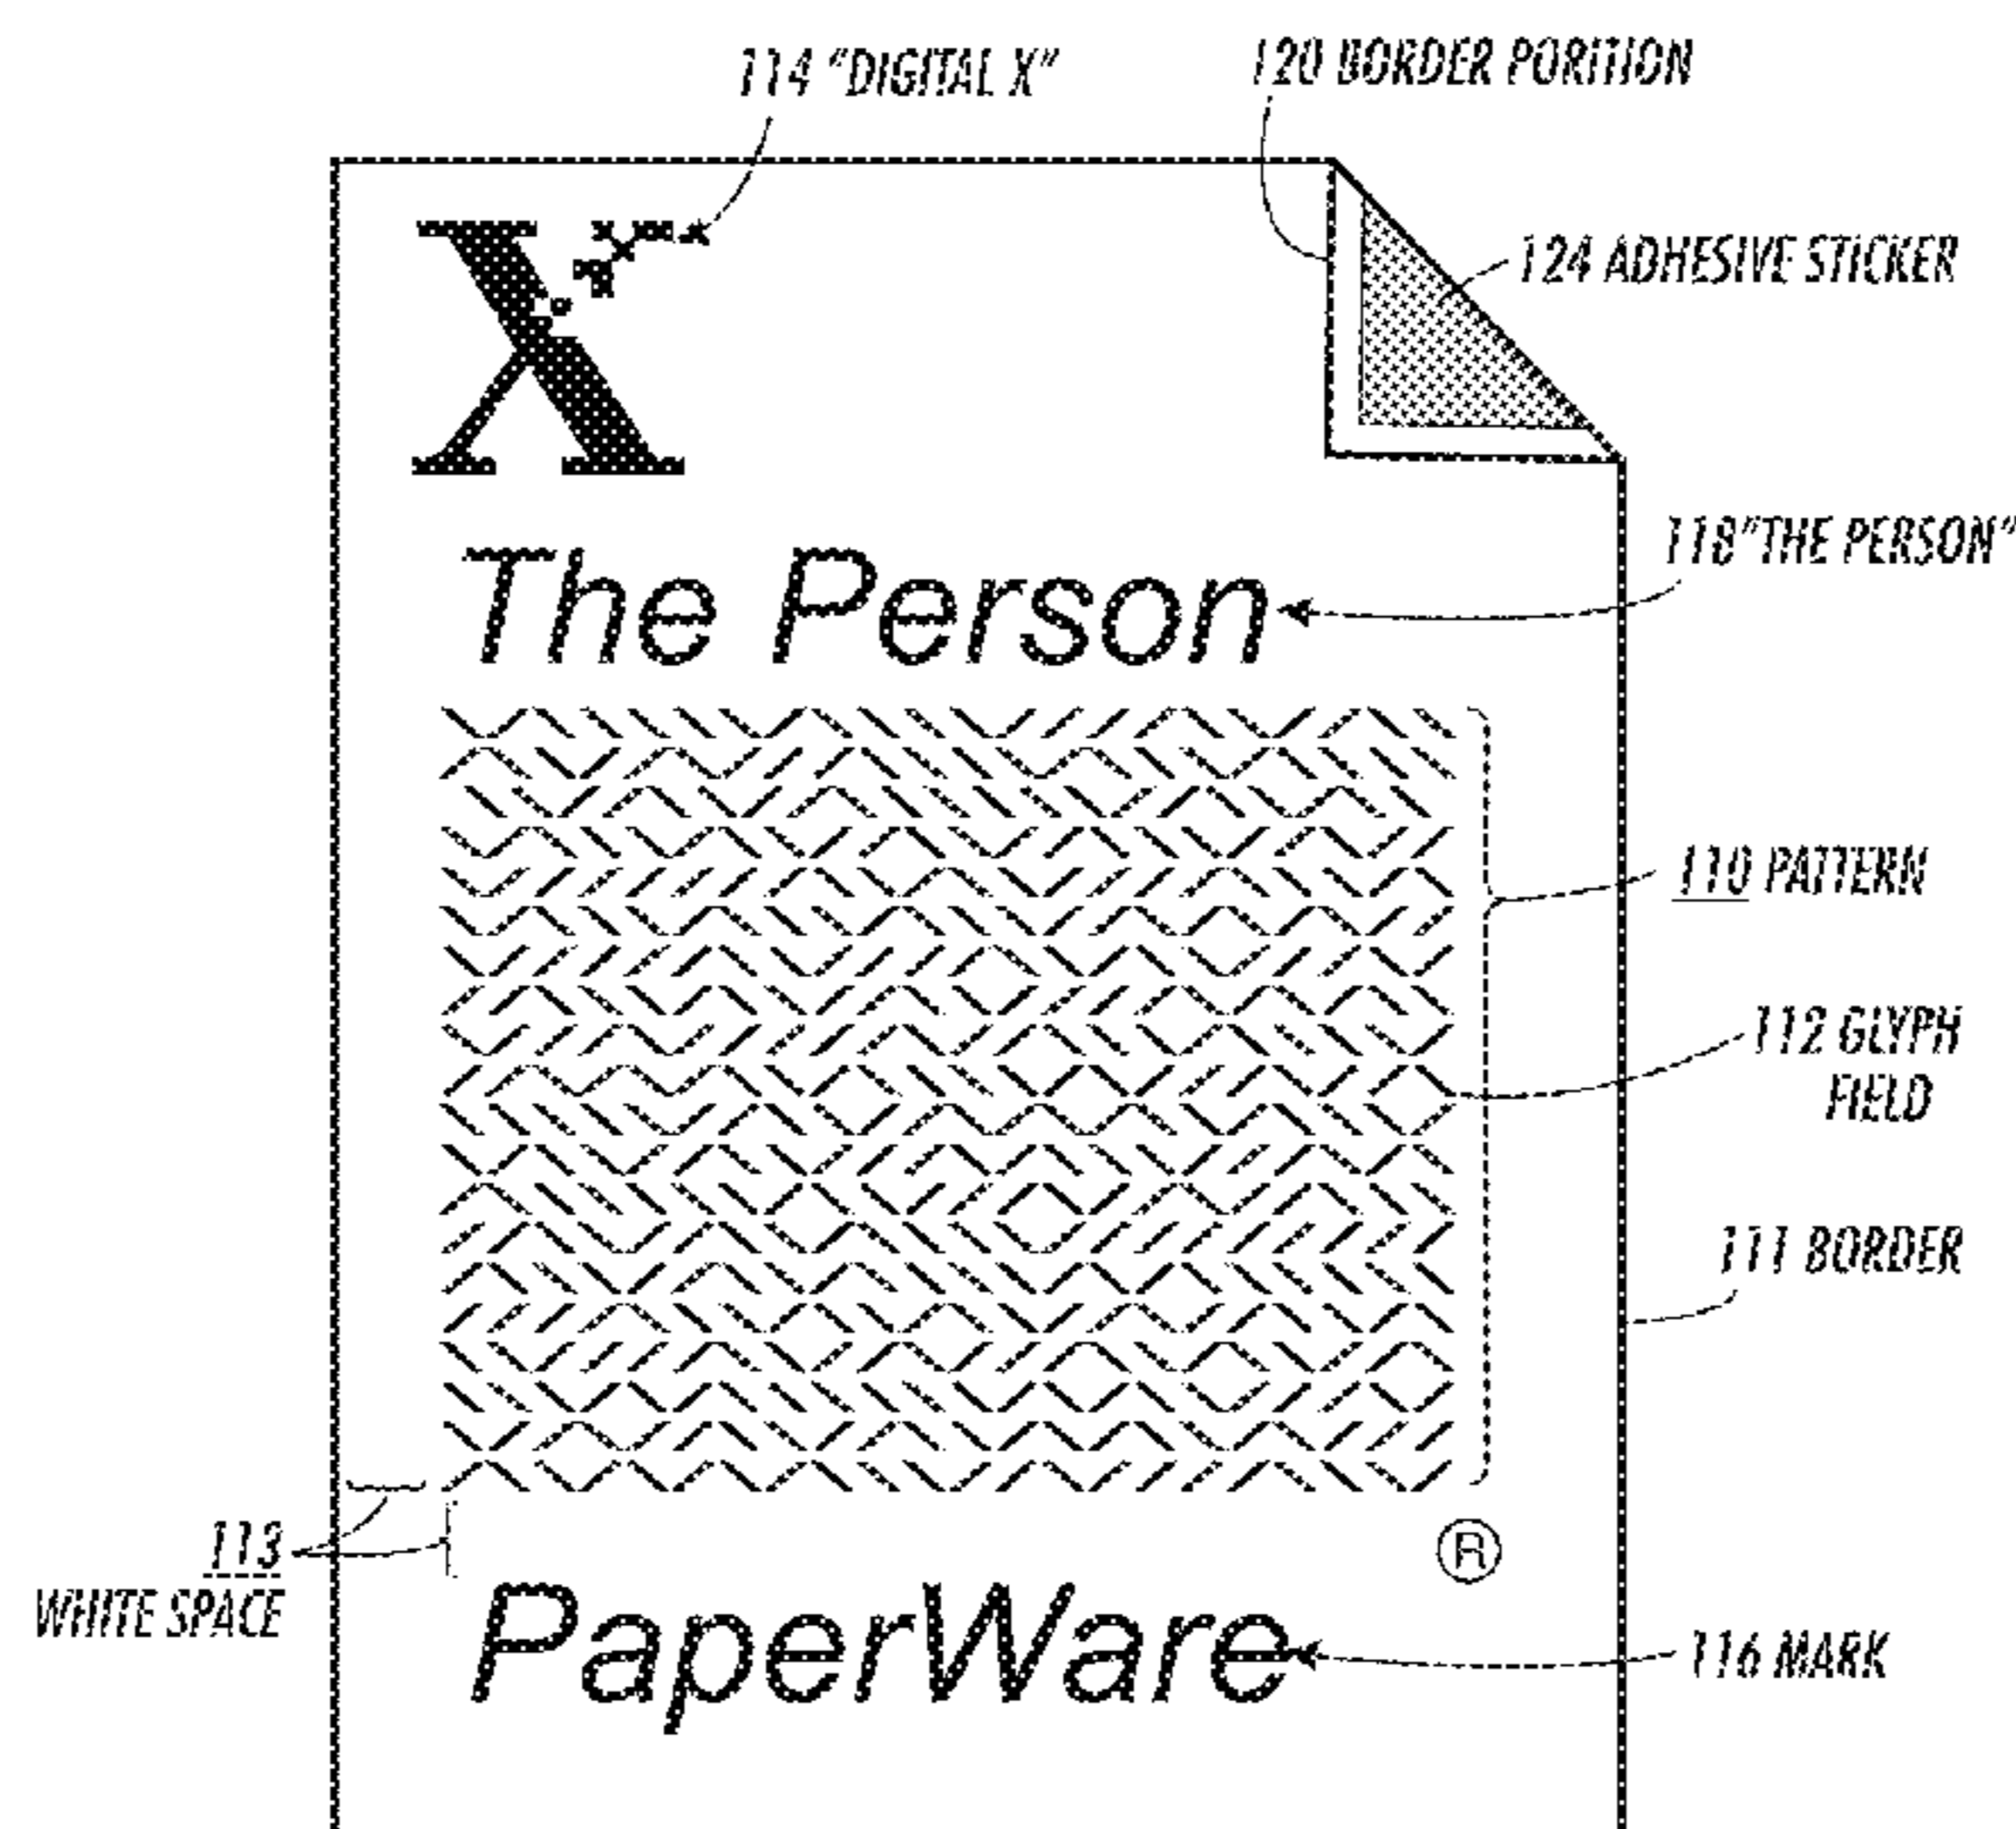 114 "DIGITAL X"
120 BORDER PORITION
X
124 ADHESIVE STICKER
The Person
118"THE PERSON"
110 PATTERN
112 GLYPH
FIELD
111 BORDER
113
WHITE SPACE
®
PaperWare
116 MARK